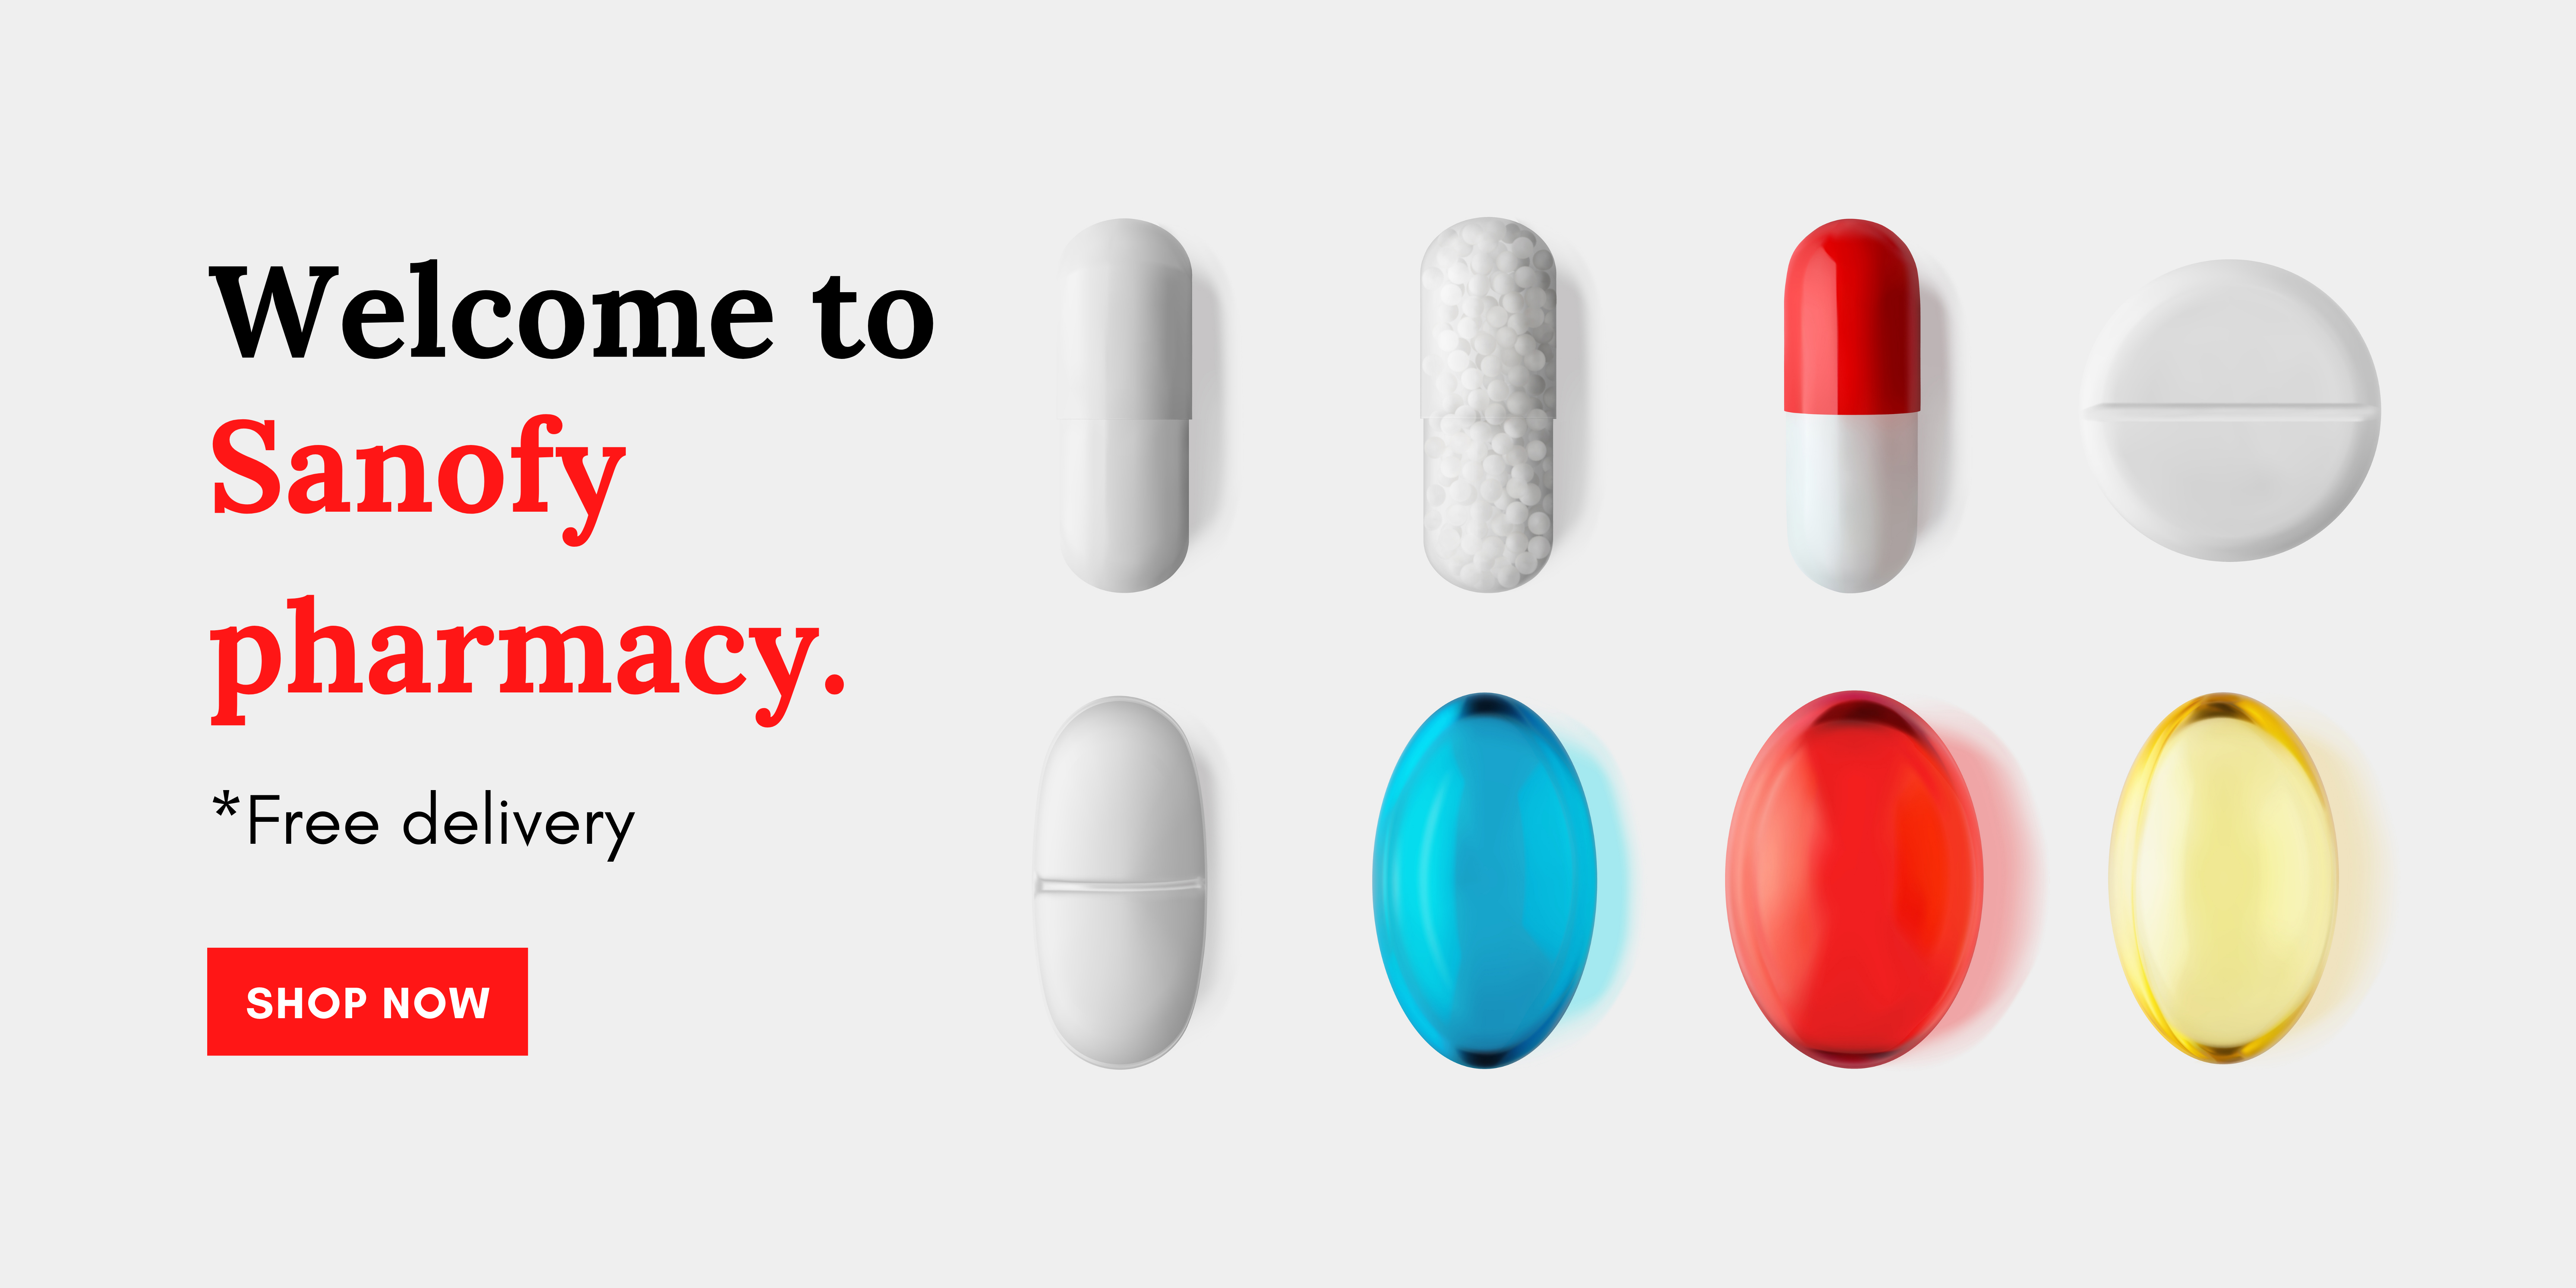 Welcome to
Sanofy
pharmacy.
*Free delivery
SHOP NOW